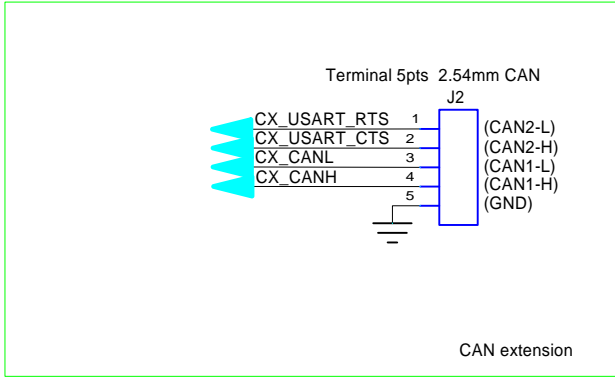 Terminal 5pts 2.54mm CAN
J2
CX_USART_RTS 1 (CAN2-L)
CX_USART_CTS 2 (CAN2-H)
CX_CANL 3 (CAN1-L)
CX_CANH 4 (CAN1-H)
5 (GND)
CAN extension